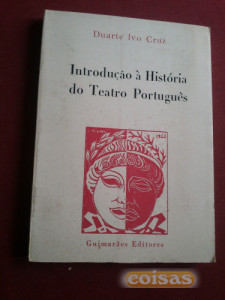 Duarte Ivo Cruz
Introdução à História
do Teatro Português
Guimarães Editores
coisas